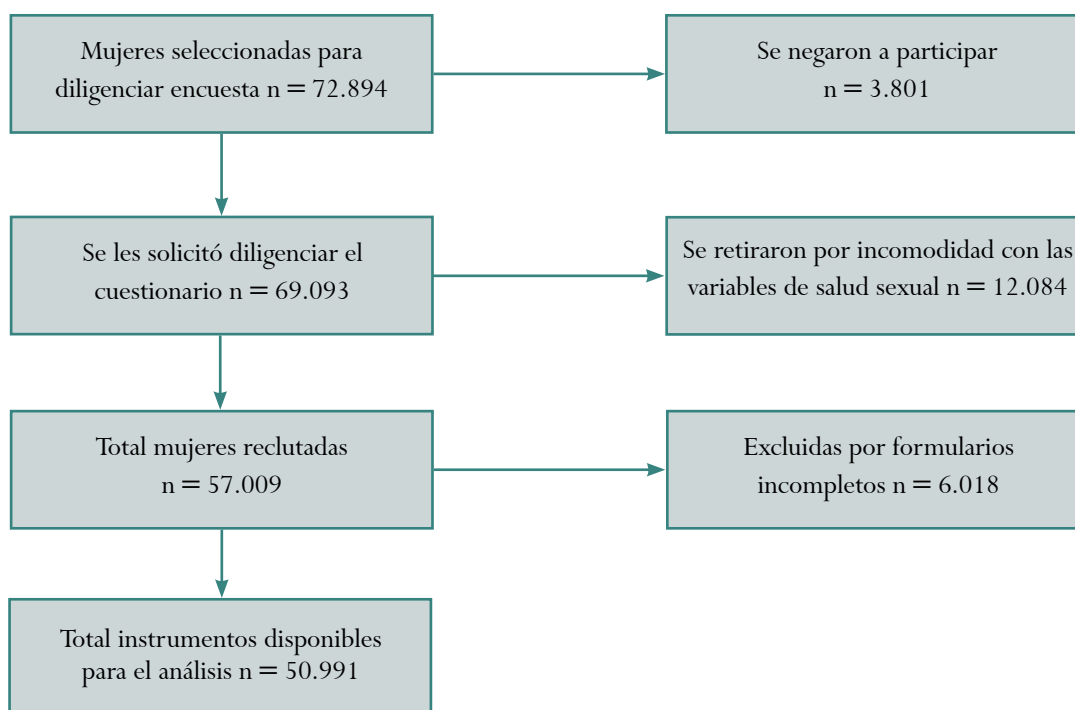 Mujeres seleccionadas para
diligenciar encuesta n = 72.894
Se negaron a participar
n = 3.801
Se les solicitó diligenciar el
cuestionario n = 69.093
Se retiraron por incomodidad con las
variables de salud sexual n = 12.084
Total mujeres reclutadas
n = 57.009
Excluidas por formularios
incompletos n = 6.018
Total instrumentos disponibles
para el análisis n = 50.991